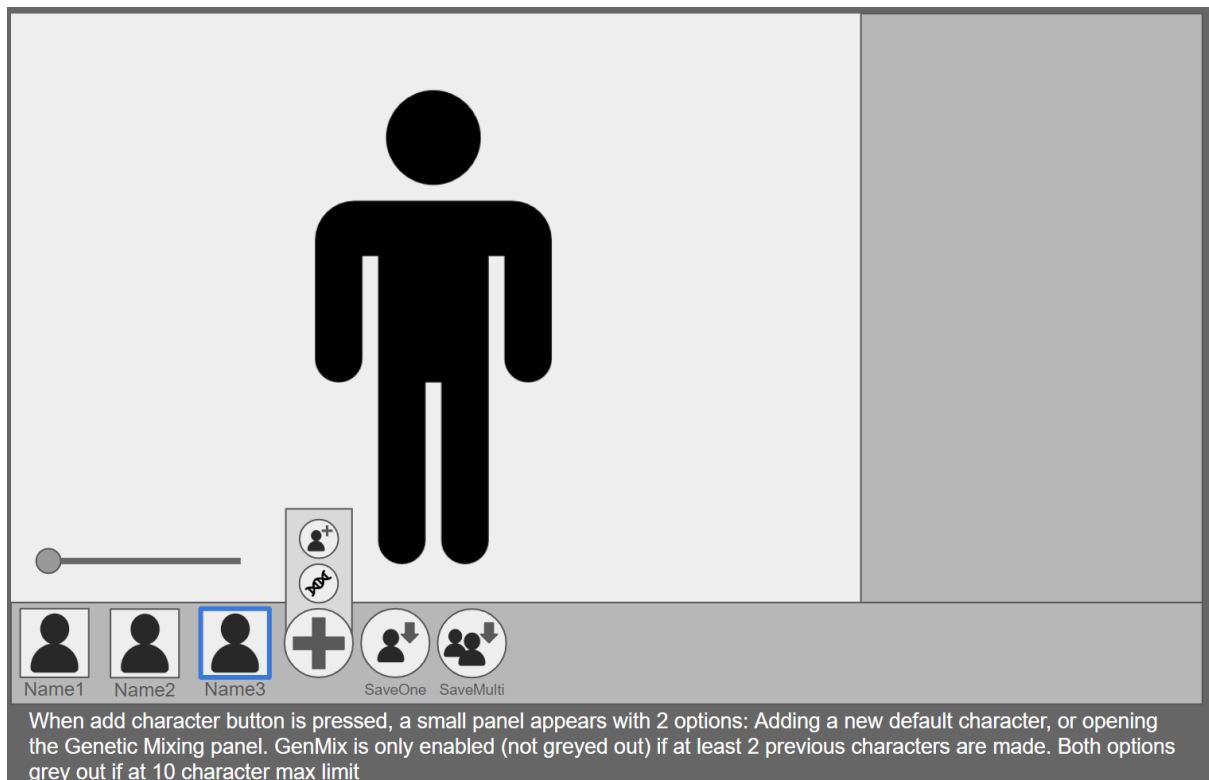 Name1 Name2 Name3 SaveOne SaveMulti
When add character button is pressed, a small panel appears with 2 options: Adding a new default character, or opening
the Genetic Mixing panel. GenMix is only enabled (not greyed out) if at least 2 previous characters are made. Both options
grey out if at 10 character max limit